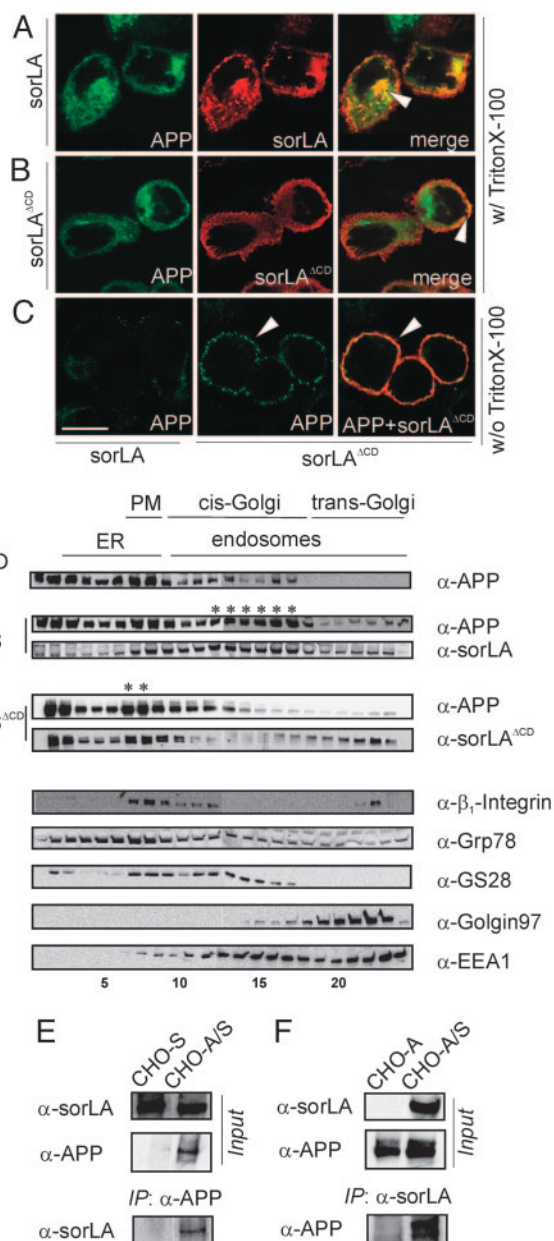 A
sorLA
APP
sorLA
merge
w/ TritonX-100
B
sorLA^ΔCD
APP
sorLA^ΔCD
merge
C
APP
APP
APP+sorLA^ΔCD
w/o TritonX-100
sorLA
sorLA^ΔCD
PM cis-Golgi trans-Golgi
ER endosomes
α-APP
* * * * * *
α-APP
α-sorLA
* *
ΔCD
α-APP
α-sorLA^ΔCD
α-β₁-Integrin
α-Grp78
α-GS28
α-Golgin97
α-EEA1
5 10 15 20
E
CHO-S
CHO-A/S
α-sorLA
α-APP
Input
IP: α-APP
α-sorLA
F
CHO-A
CHO-A/S
α-sorLA
α-APP
Input
IP: α-sorLA
α-APP